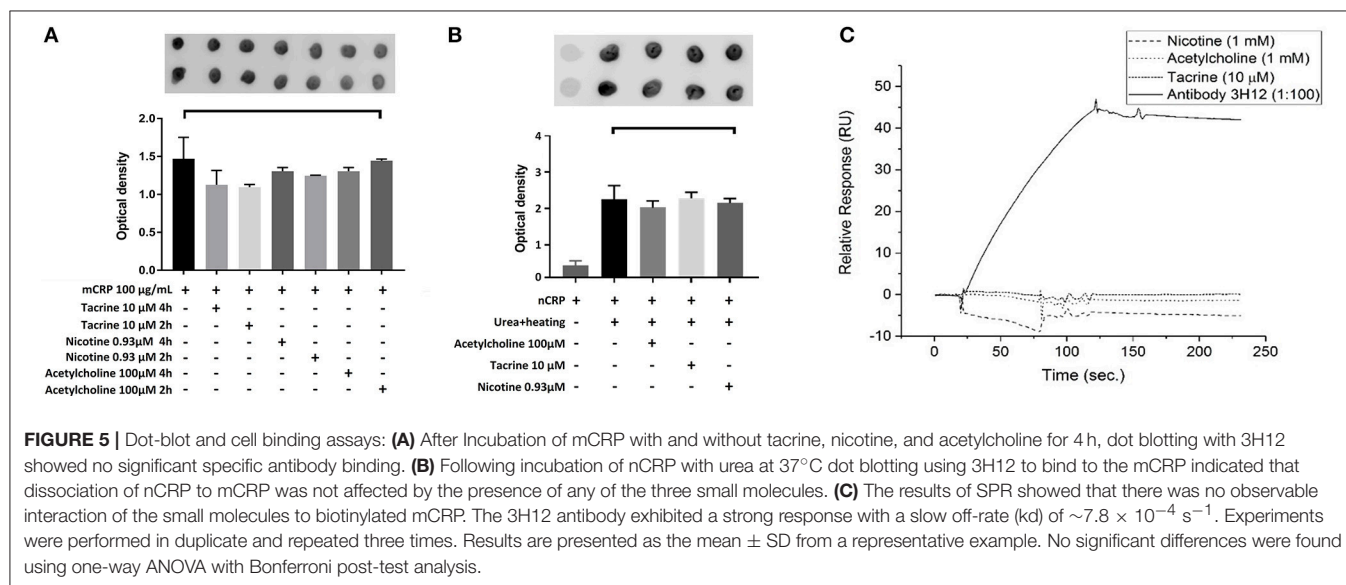 A
B
C
2.0
1.5
1.0
0.5
0.0
Optical density
mCRP 100 µg/mL + + + + + + +
Tacrine 10 µM 4h - + - - - - -
Tacrine 10 µM 2h - - + - - - -
Nicotine 0.93µM 4h - - - + - - -
Nicotine 0.93 µM 2h - - - - + - -
Acetylcholine 100µM 4h - - - - - + -
Acetylcholine 100µM 2h - - - - - - +
4
3
2
1
0
Optical density
nCRP + + + + +
Urea+heating - + + + +
Acetylcholine 100µM - - + - -
Tacrine 10 µM - - - + -
Nicotine 0.93µM - - - - +
Nicotine (1 mM)
Acetylcholine (1 mM)
Tacrine (10 µM)
Antibody 3H12 (1:100)
50
40
30
20
10
0
-10
Relative Response (RU)
0 50 100 150 200 250
Time (sec.)
FIGURE 5 | Dot-blot and cell binding assays: (A) After Incubation of mCRP with and without tacrine, nicotine, and acetylcholine for 4 h, dot blotting with 3H12
showed no significant specific antibody binding. (B) Following incubation of nCRP with urea at 37°C dot blotting using 3H12 to bind to the mCRP indicated that
dissociation of nCRP to mCRP was not affected by the presence of any of the three small molecules. (C) The results of SPR showed that there was no observable
interaction of the small molecules to biotinylated mCRP. The 3H12 antibody exhibited a strong response with a slow off-rate (kd) of ~7.8 × 10⁻⁴ s⁻¹. Experiments
were performed in duplicate and repeated three times. Results are presented as the mean ± SD from a representative example. No significant differences were found
using one-way ANOVA with Bonferroni post-test analysis.